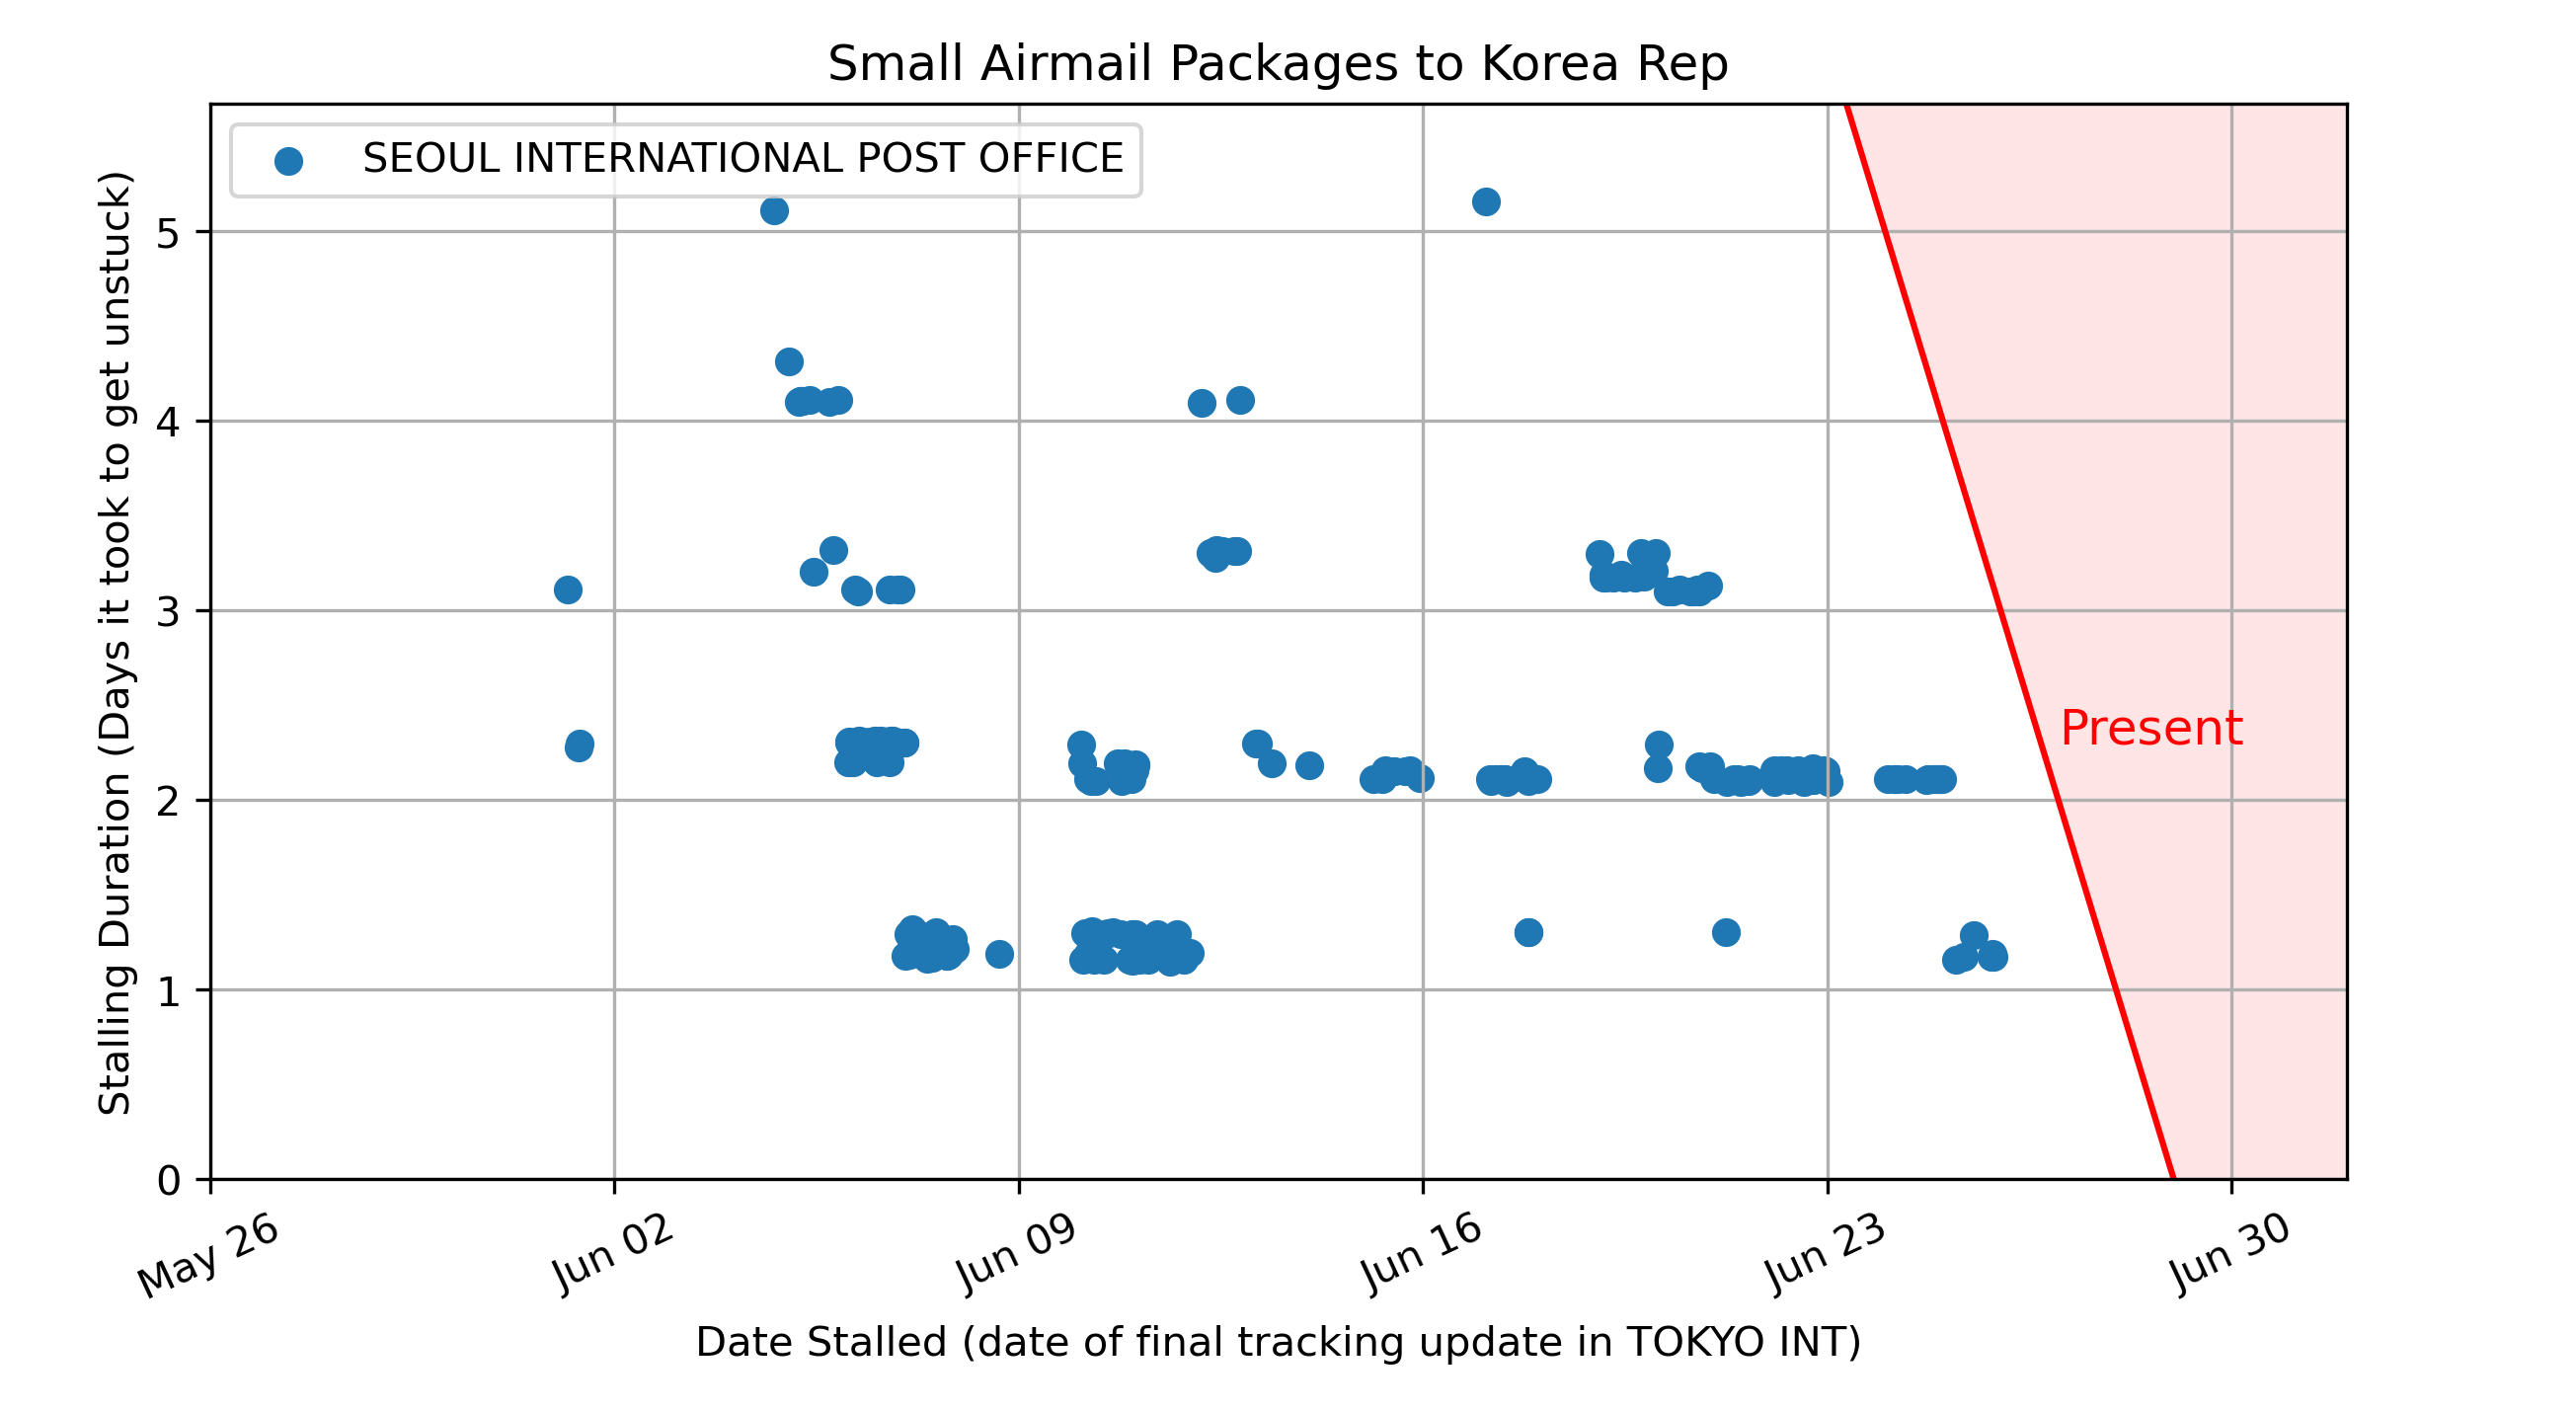 Small Airmail Packages to Korea Rep
SEOUL INTERNATIONAL POST OFFICE
Stalling Duration (Days it took to get unstuck)
5
4
3
2
1
0
Present
May 26
Jun 02
Jun 09
Jun 16
Jun 23
Jun 30
Date Stalled (date of final tracking update in TOKYO INT)